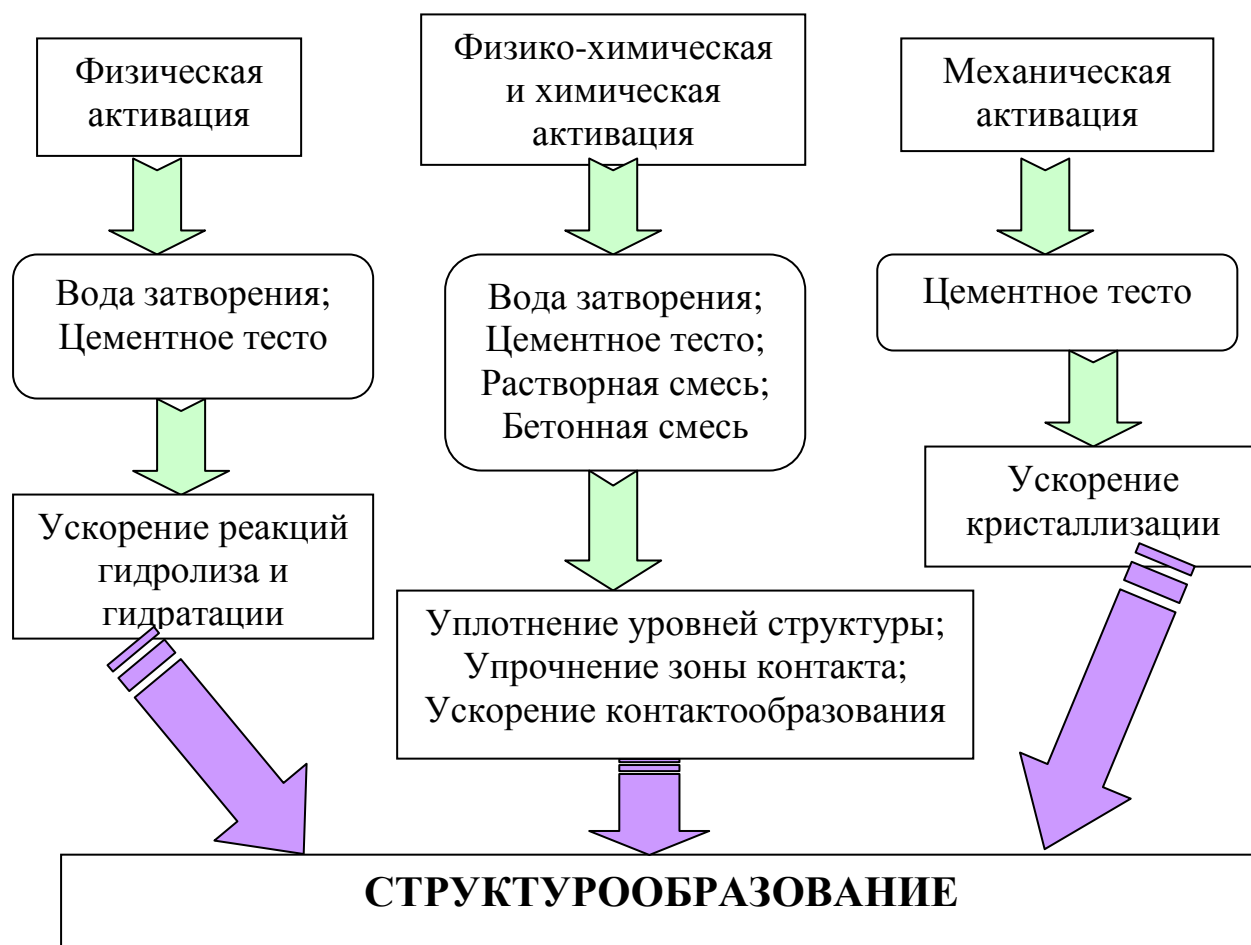 Физическая
активация
Физико-химическая
и химическая
активация
Механическая
активация
Вода затворения;
Цементное тесто
Вода затворения;
Цементное тесто;
Растворная смесь;
Бетонная смесь
Цементное тесто
Ускорение реакций
гидролиза и
гидратации
Уплотнение уровней структуры;
Упрочнение зоны контакта;
Ускорение контактообразования
Ускорение
кристаллизации
СТРУКТУРООБРАЗОВАНИЕ